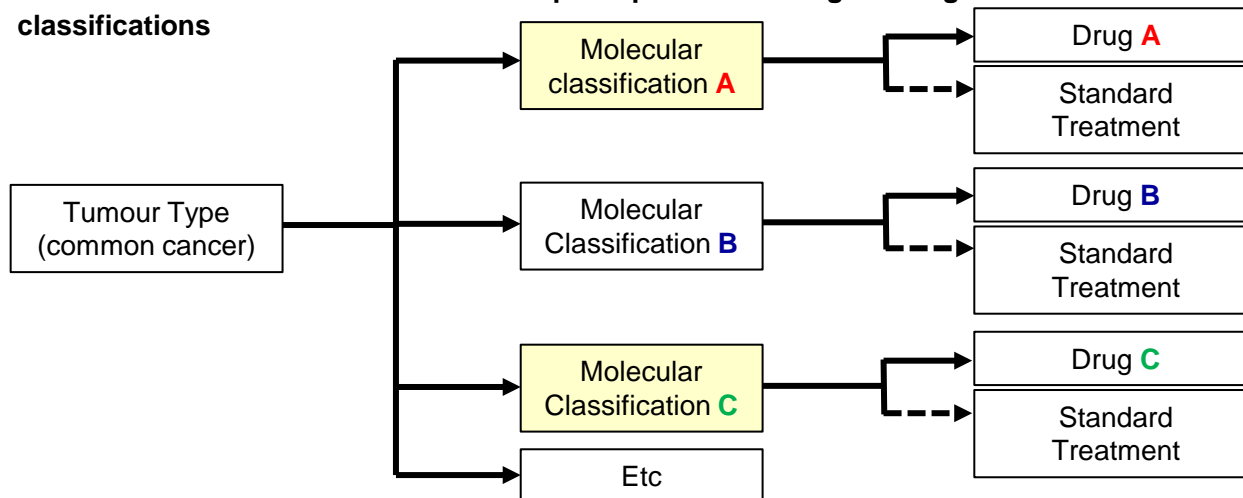 classifications
Tumour Type
(common cancer)
Molecular
classification A
Drug A
Standard
Treatment
Molecular
Classification B
Drug B
Standard
Treatment
Molecular
Classification C
Drug C
Standard
Treatment
Etc